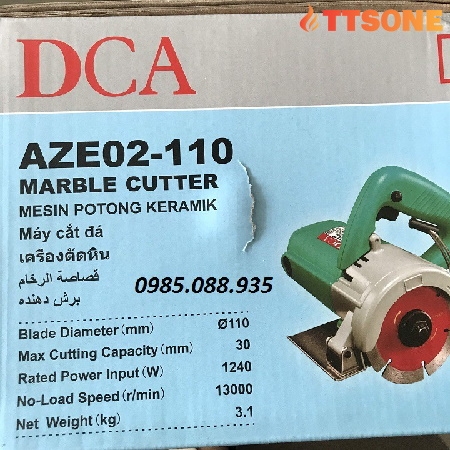 TTSONE
DCA
AZE02-110
MARBLE CUTTER
MESIN POTONG KERAMIK
Máy cắt đá
เครื่องตัดหิน
قصاصة الرخام
برش دهنده
0985.088.935
Blade Diameter (mm) Ø110
Max Cutting Capacity (mm) 30
Rated Power Input (W) 1240
No-Load Speed (r/min) 13000
Net Weight (kg) 3.1